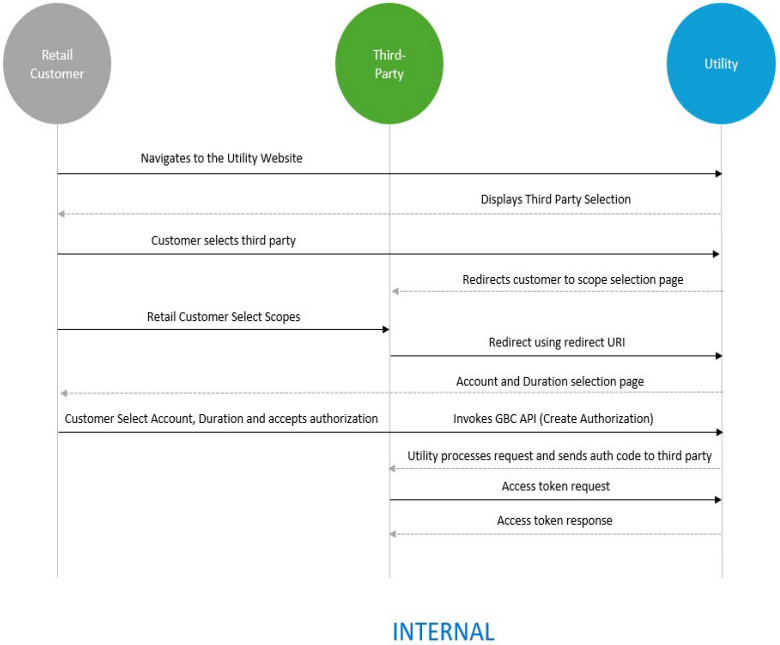 Retail
Customer
Third-
Party
Utility
Navigates to the Utility Website
Displays Third Party Selection
Customer selects third party
Redirects customer to scope selection page
Retail Customer Select Scopes
Redirect using redirect URI
Account and Duration selection page
Customer Select Account, Duration and accepts authorization
Invokes GBC API (Create Authorization)
Utility processes request and sends auth code to third party
Access token request
Access token response
INTERNAL